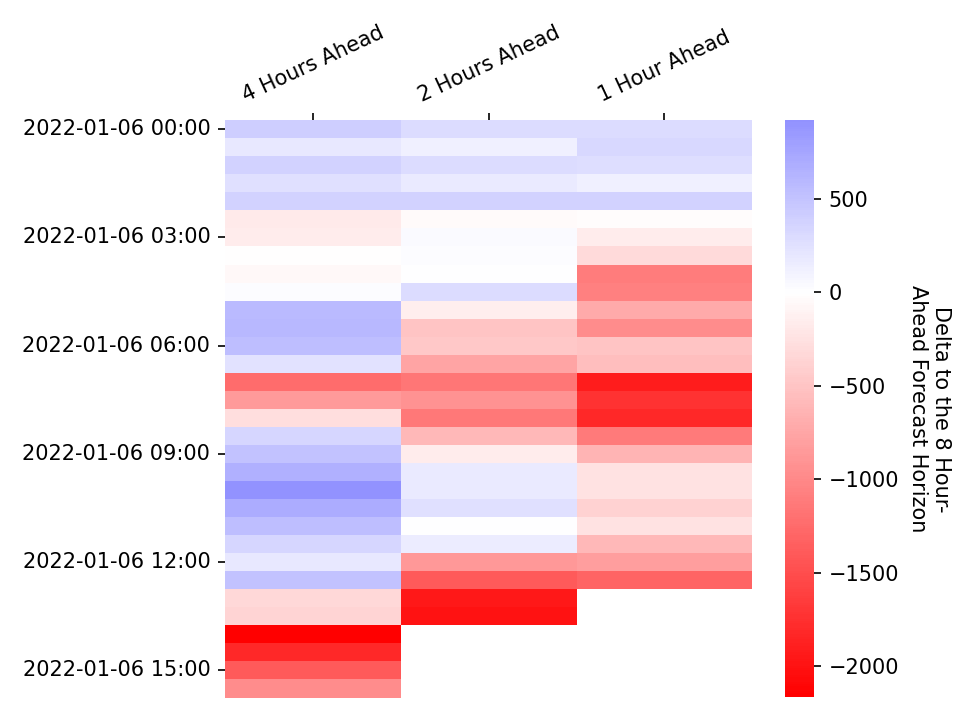 4 Hours Ahead
2 Hours Ahead
1 Hour Ahead
2022-01-06 00:00
2022-01-06 03:00
2022-01-06 06:00
2022-01-06 09:00
2022-01-06 12:00
2022-01-06 15:00
500
0
−500
−1000
−1500
−2000
Delta to the 8 Hour-
Ahead Forecast Horizon